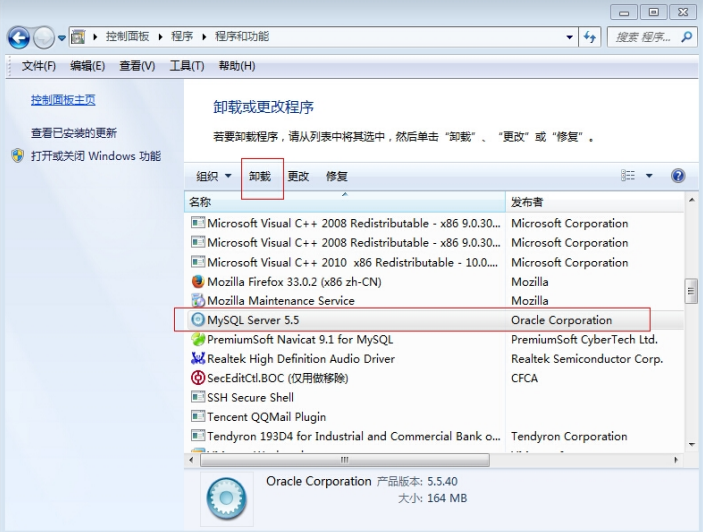 控制面板 ▸ 程序 ▸ 程序和功能
搜索 程序...
文件(F) 编辑(E) 查看(V) 工具(T) 帮助(H)
控制面板主页
查看已安装的更新
打开或关闭 Windows 功能
卸载或更改程序
若要卸载程序，请从列表中将其选中，然后单击“卸载”、“更改”或“修复”。
组织 卸载 更改 修复
名称 发布者
Microsoft Visual C++ 2008 Redistributable - x86 9.0.30... Microsoft Corporation
Microsoft Visual C++ 2008 Redistributable - x86 9.0.30... Microsoft Corporation
Microsoft Visual C++ 2010 x86 Redistributable - 10.0.... Microsoft Corporation
Mozilla Firefox 33.0.2 (x86 zh-CN) Mozilla
Mozilla Maintenance Service Mozilla
MySQL Server 5.5 Oracle Corporation
PremiumSoft Navicat 9.1 for MySQL PremiumSoft CyberTech Ltd.
Realtek High Definition Audio Driver Realtek Semiconductor Corp.
SecEditCtl.BOC (仅用做移除) CFCA
SSH Secure Shell
Tencent QQMail Plugin
Tendyron 193D4 for Industrial and Commercial Bank o... Tendyron Corporation
Oracle Corporation 产品版本: 5.5.40
大小: 164 MB